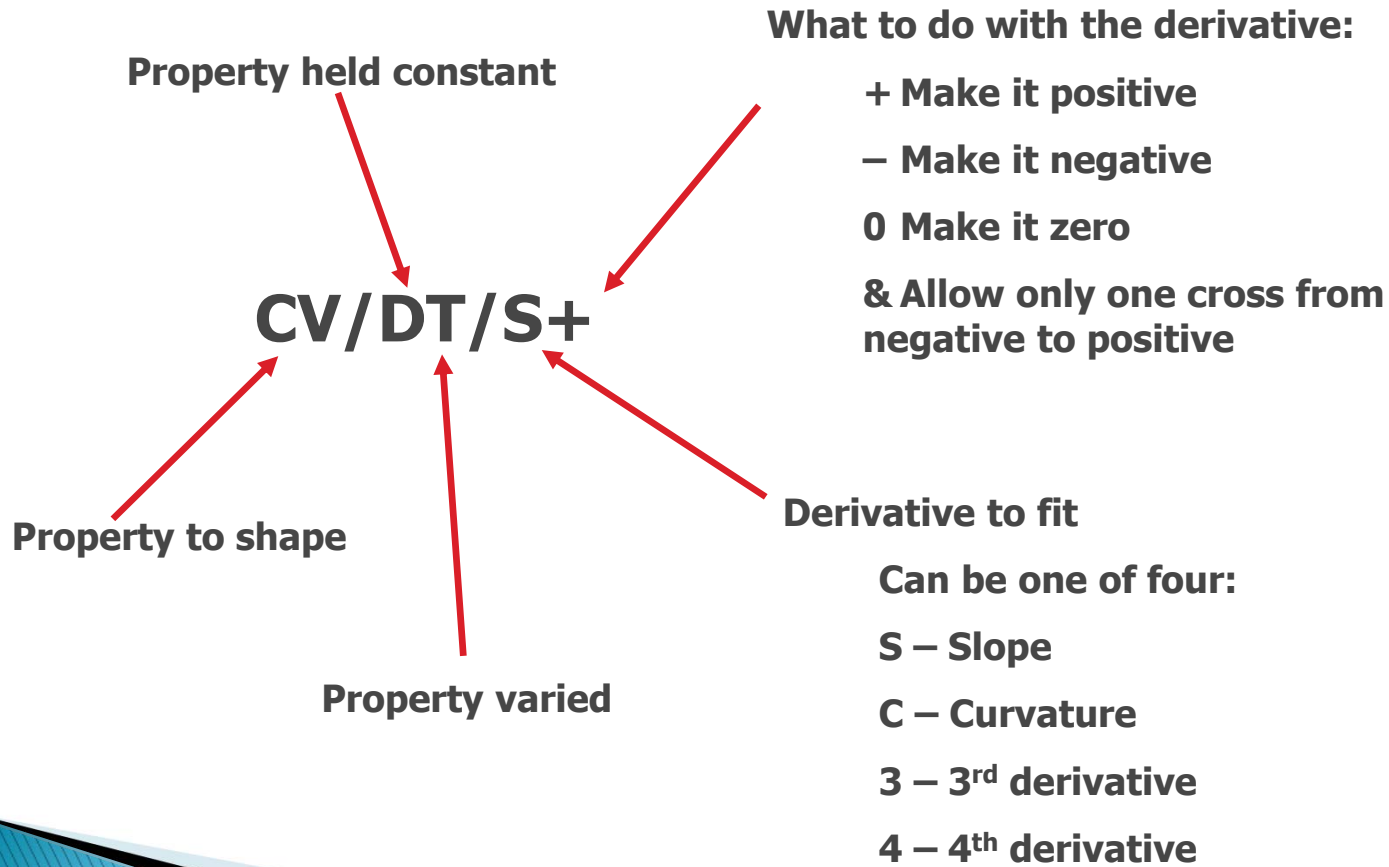 What to do with the derivative:
Property held constant
+ Make it positive
– Make it negative
0 Make it zero
& Allow only one cross from
negative to positive
CV/DT/S+
Property to shape
Property varied
Derivative to fit
Can be one of four:
S – Slope
C – Curvature
3 – 3rd derivative
4 – 4th derivative